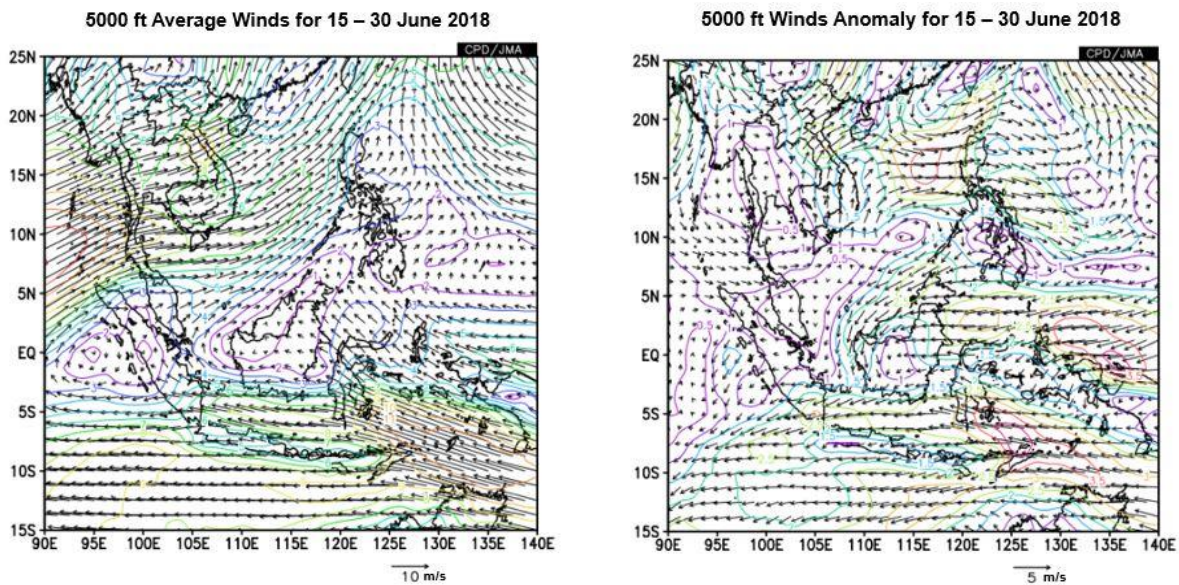 5000 ft Average Winds for 15 – 30 June 2018
CPD/JMA
25N
20N
15N
10N
5N
EQ
5S
10S
15S
90E 95E 100E 105E 110E 115E 120E 125E 130E 135E 140E
10 m/s
5000 ft Winds Anomaly for 15 – 30 June 2018
CPD/JMA
25N
20N
15N
10N
5N
EQ
5S
10S
15S
90E 95E 100E 105E 110E 115E 120E 125E 130E 135E 140E
5 m/s